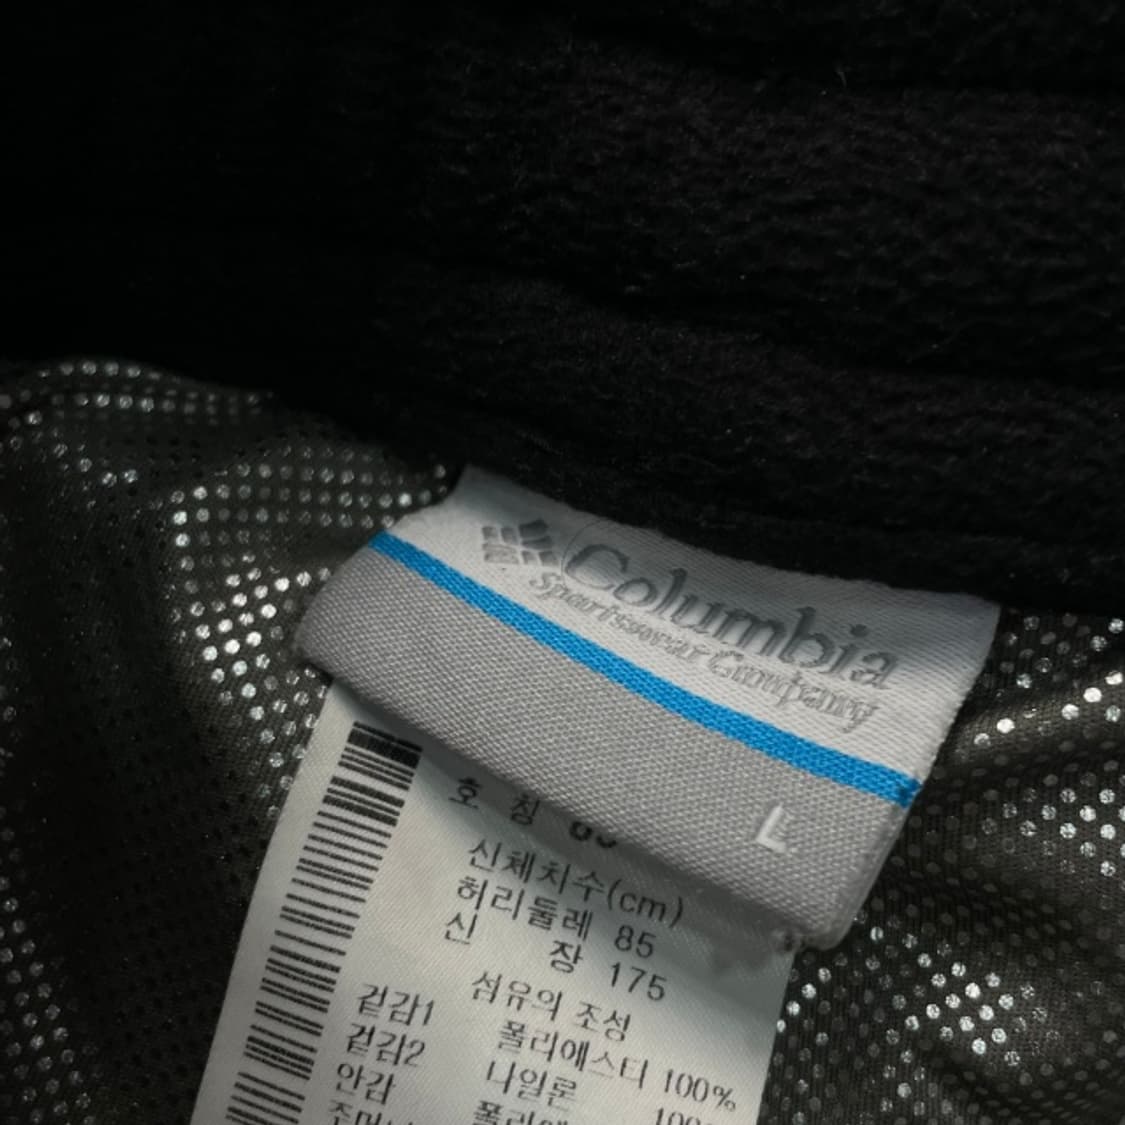 Columbia
Sportswear Company
L
호 칭
신체치수(cm)
허리둘레 85
신 장 175
섬유의 조성
겉감1 폴리에스터 100%
겉감2 나일론
안감